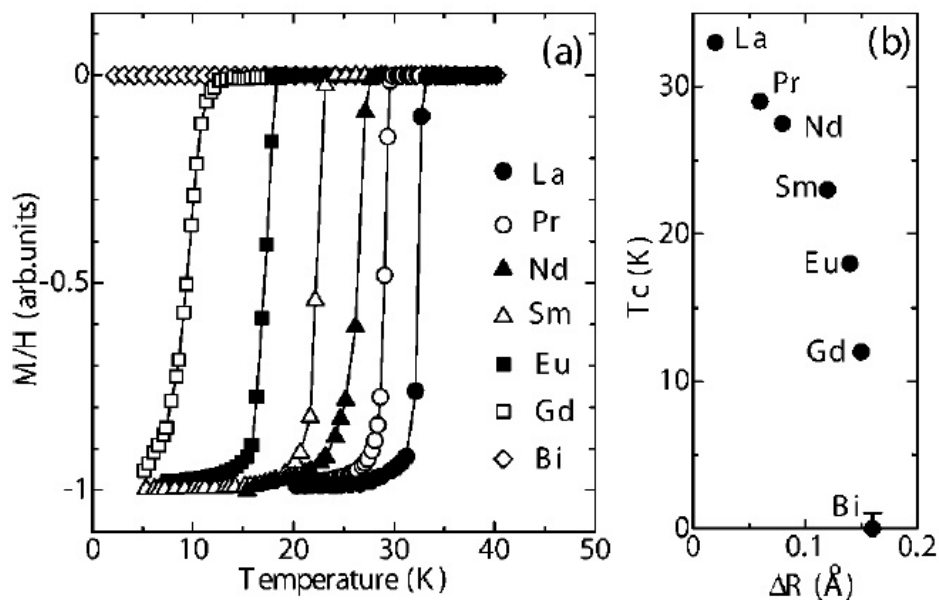 (a)
0
-0.5
-1
M/H (arb.units)
La
Pr
Nd
Sm
Eu
Gd
Bi
0 10 20 30 40 50
Temperature (K)
(b)
30
20
10
0
Tc (K)
La
Pr
Nd
Sm
Eu
Gd
Bi
0 0.1 0.2
ΔR (Å)